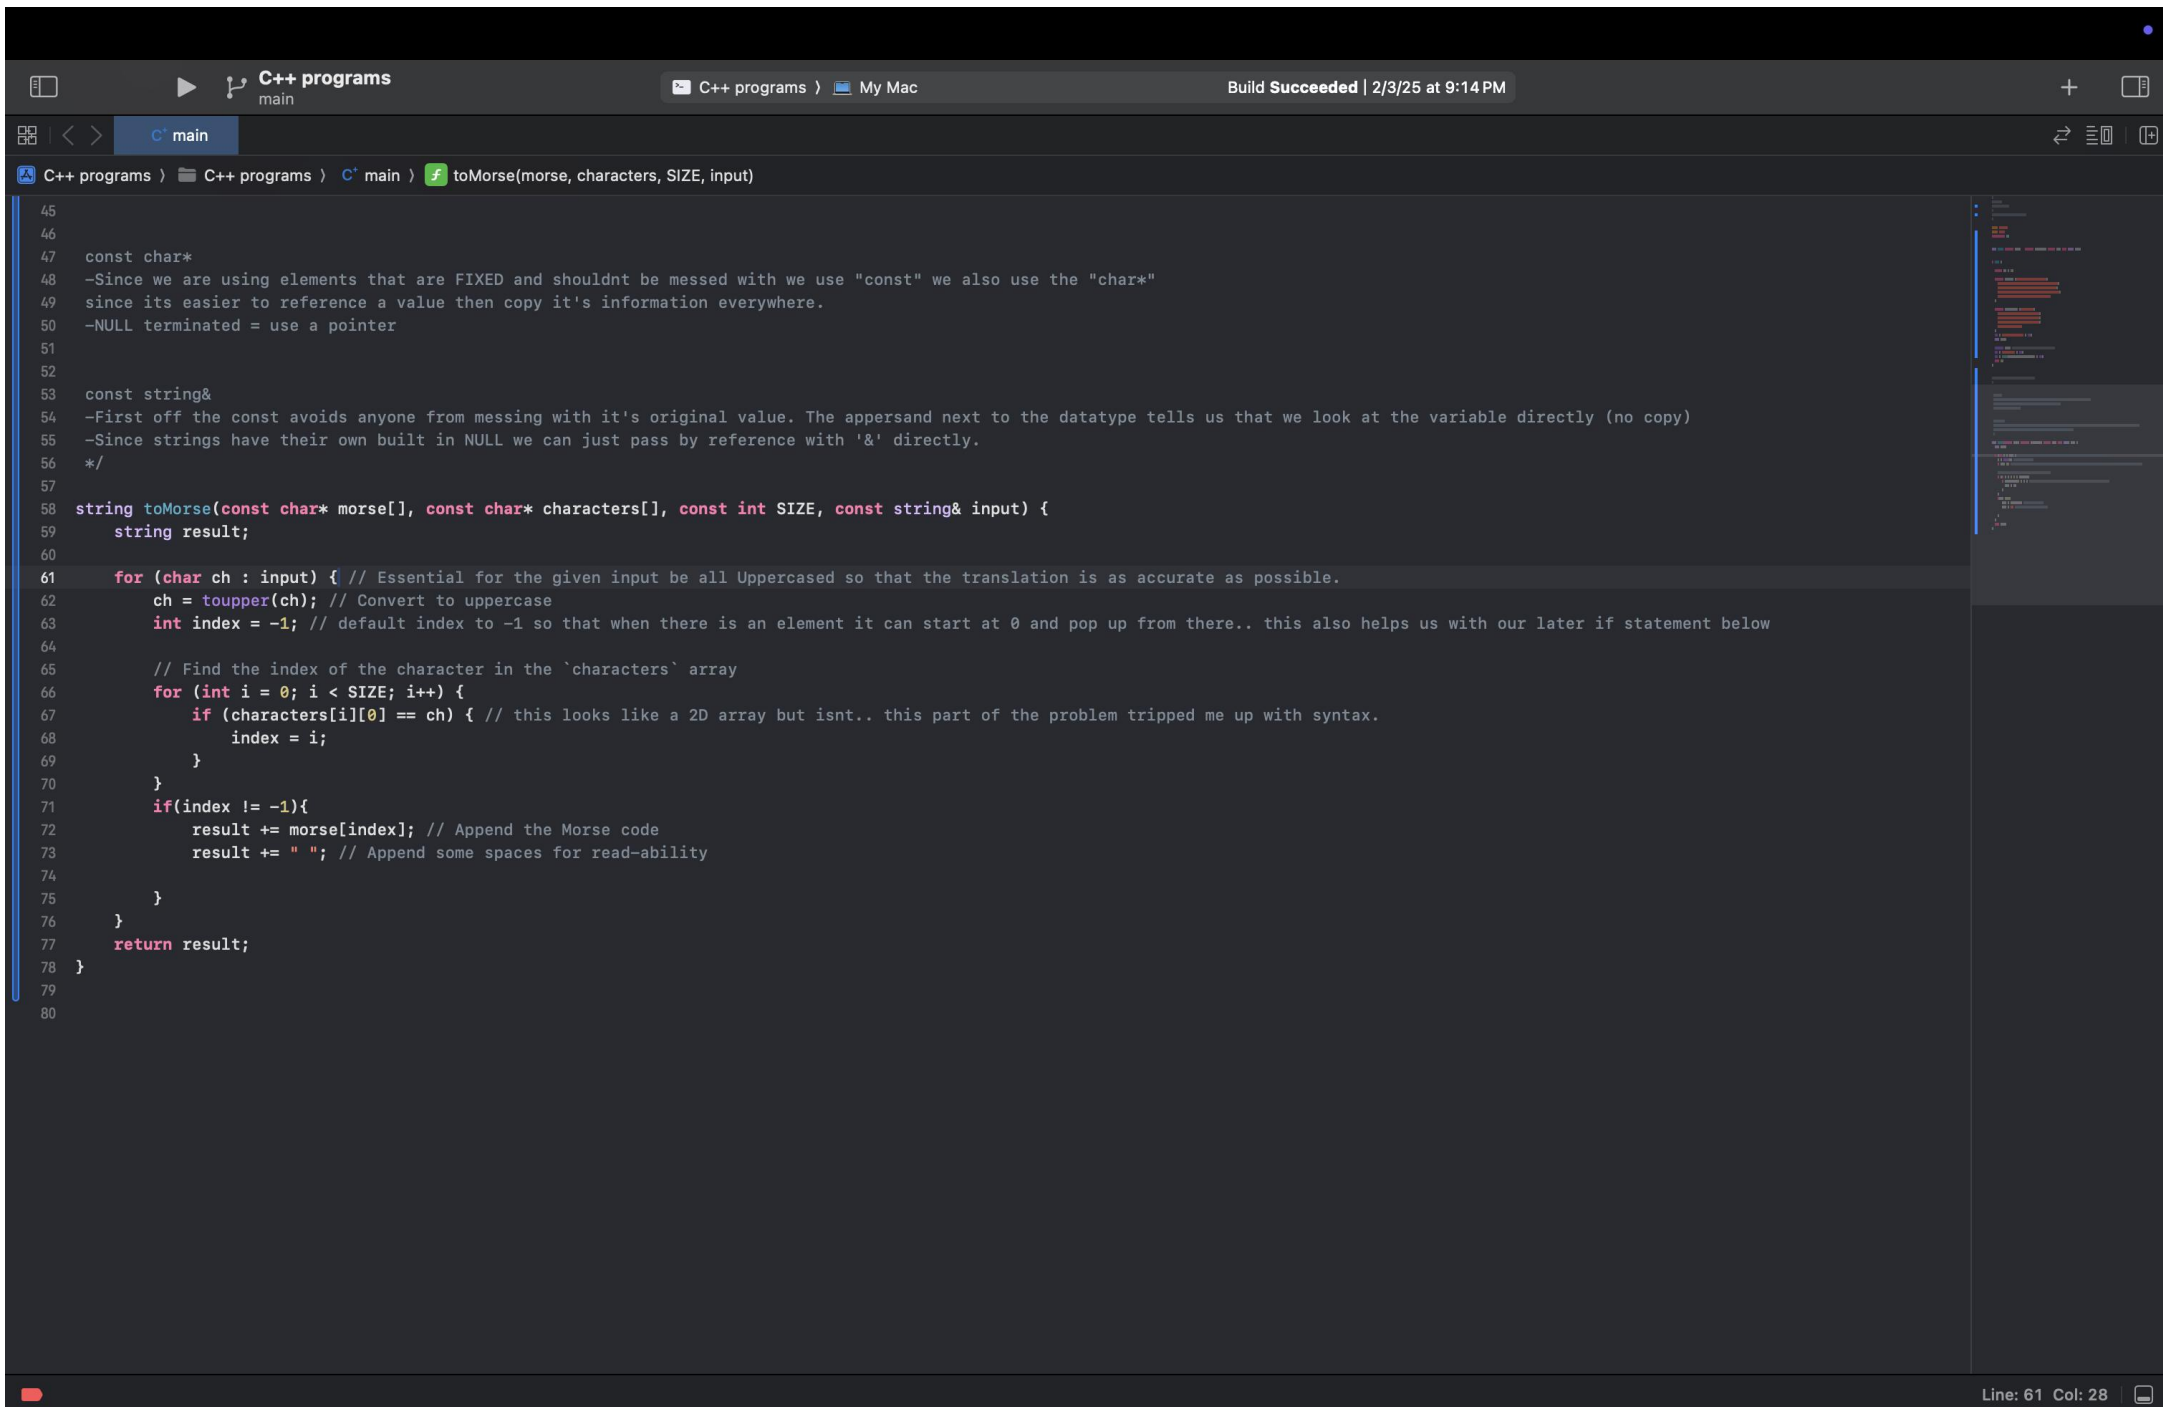 C++ programs
main
C++ programs 〉 My Mac
Build Succeeded | 2/3/25 at 9:14 PM
main
C++ programs 〉 C++ programs 〉 main 〉 f toMorse(morse, characters, SIZE, input)
45
46
47 const char*
48 -Since we are using elements that are FIXED and shouldnt be messed with we use "const" we also use the "char*"
49 since its easier to reference a value then copy it's information everywhere.
50 -NULL terminated = use a pointer
51
52
53 const string&
54 -First off the const avoids anyone from messing with it's original value. The appersand next to the datatype tells us that we look at the variable directly (no copy)
55 -Since strings have their own built in NULL we can just pass by reference with '&' directly.
56 */
57
58 string toMorse(const char* morse[], const char* characters[], const int SIZE, const string& input) {
59     string result;
60
61     for (char ch : input) { // Essential for the given input be all Uppercased so that the translation is as accurate as possible.
62         ch = toupper(ch); // Convert to uppercase
63         int index = -1; // default index to -1 so that when there is an element it can start at 0 and pop up from there.. this also helps us with our later if statement below
64
65         // Find the index of the character in the `characters` array
66         for (int i = 0; i < SIZE; i++) {
67             if (characters[i][0] == ch) { // this looks like a 2D array but isnt.. this part of the problem tripped me up with syntax.
68                 index = i;
69             }
70         }
71         if(index != -1){
72             result += morse[index]; // Append the Morse code
73             result += " "; // Append some spaces for read-ability
74
75         }
76     }
77     return result;
78 }
79
80
Line: 61 Col: 28